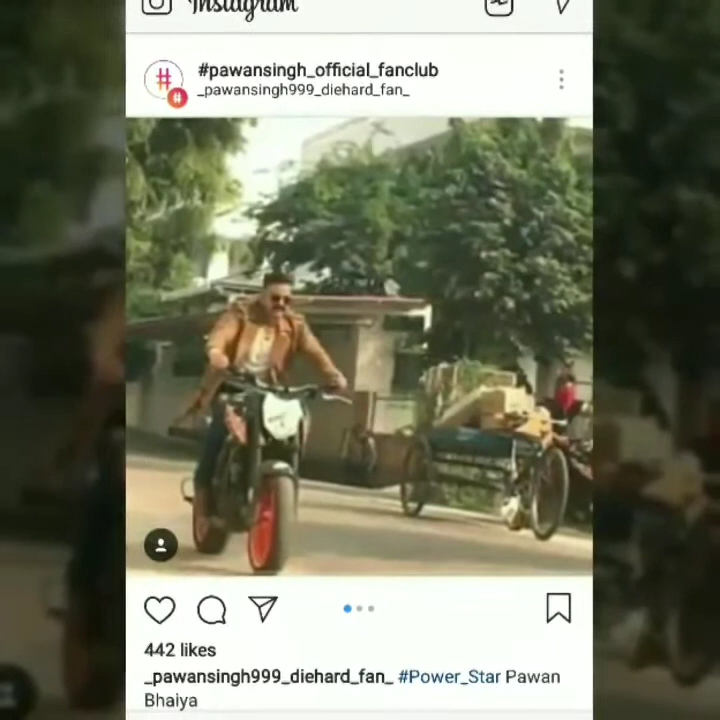 Instagram
#pawansingh_official_fanclub
_pawansingh999_diehard_fan_
442 likes
_pawansingh999_diehard_fan_ #Power_Star Pawan
Bhaiya